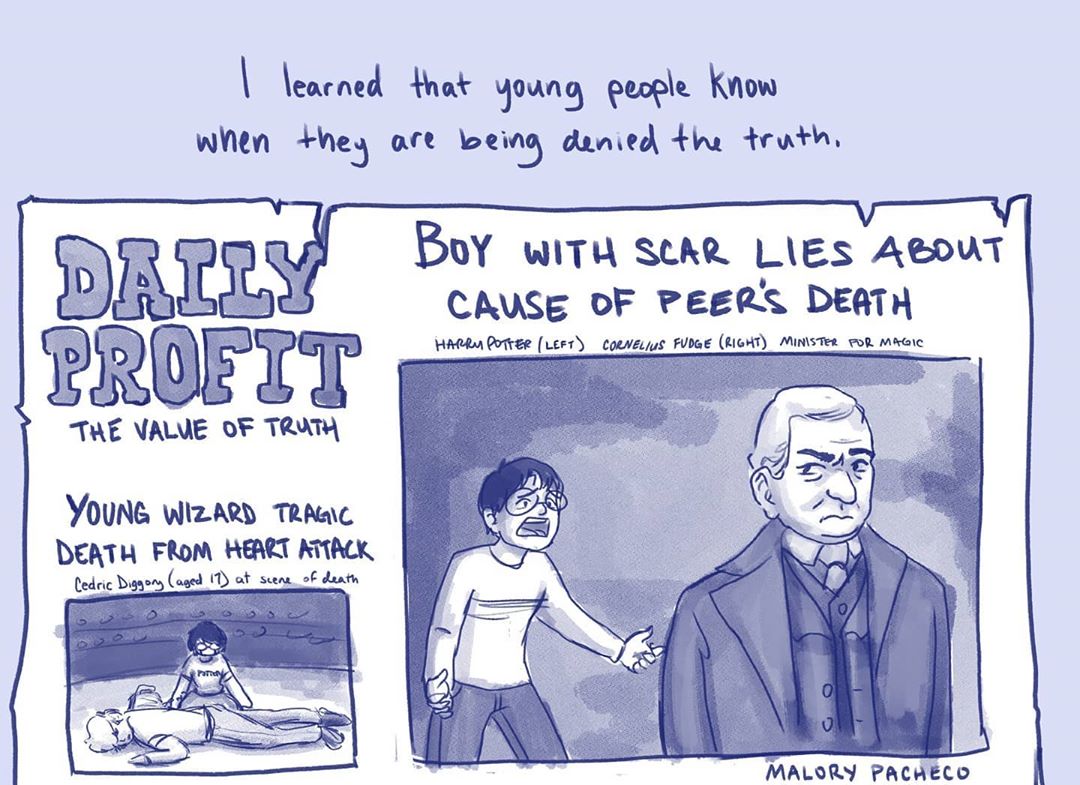 I learned that young people know
when they are being denied the truth.
DAILY
PROFIT
THE VALUE OF TRUTH
BOY WITH SCAR LIES ABOUT
CAUSE OF PEER'S DEATH
HARRY POTTER (LEFT) CORNELIUS FUDGE (RIGHT) MINISTER FOR MAGIC
YOUNG WIZARD TRAGIC
DEATH FROM HEART ATTACK
Cedric Diggory (aged 17) at scene of death
POTTER
MALORY PACHECO